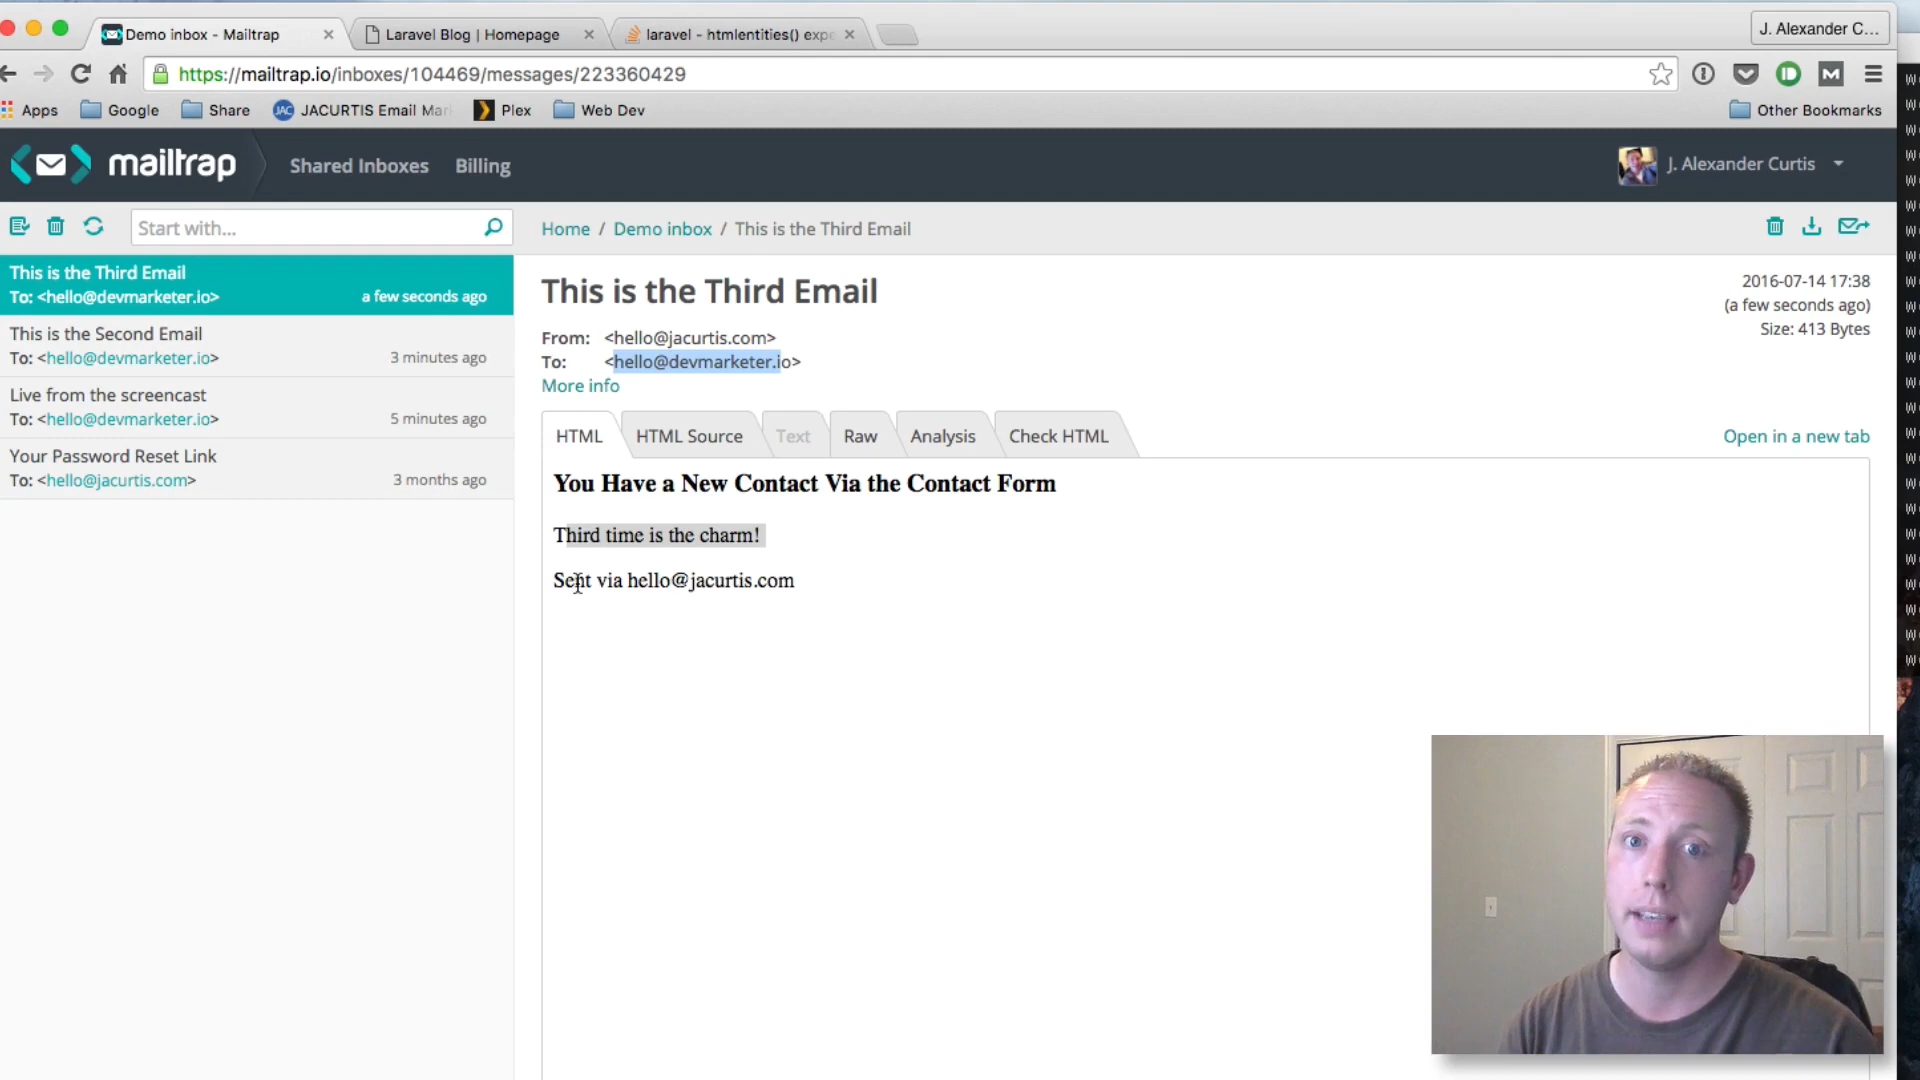 Demo inbox - Mailtrap
Laravel Blog | Homepage
laravel - htmlentities() expe
J. Alexander C...
https://mailtrap.io/inboxes/104469/messages/223360429
Apps
Google
Share
JAC
JACURTIS Email Mar
Plex
Web Dev
Other Bookmarks
mailtrap
Shared Inboxes
Billing
J. Alexander Curtis
Start with...
Home / Demo inbox / This is the Third Email
This is the Third Email
To: <hello@devmarketer.io>
a few seconds ago
This is the Second Email
To: <hello@devmarketer.io>
3 minutes ago
Live from the screencast
To: <hello@devmarketer.io>
5 minutes ago
Your Password Reset Link
To: <hello@jacurtis.com>
3 months ago
This is the Third Email
2016-07-14 17:38
(a few seconds ago)
Size: 413 Bytes
From: <hello@jacurtis.com>
To: <hello@devmarketer.io>
More info
HTML
HTML Source
Text
Raw
Analysis
Check HTML
Open in a new tab
You Have a New Contact Via the Contact Form
Third time is the charm!
Sent via hello@jacurtis.com